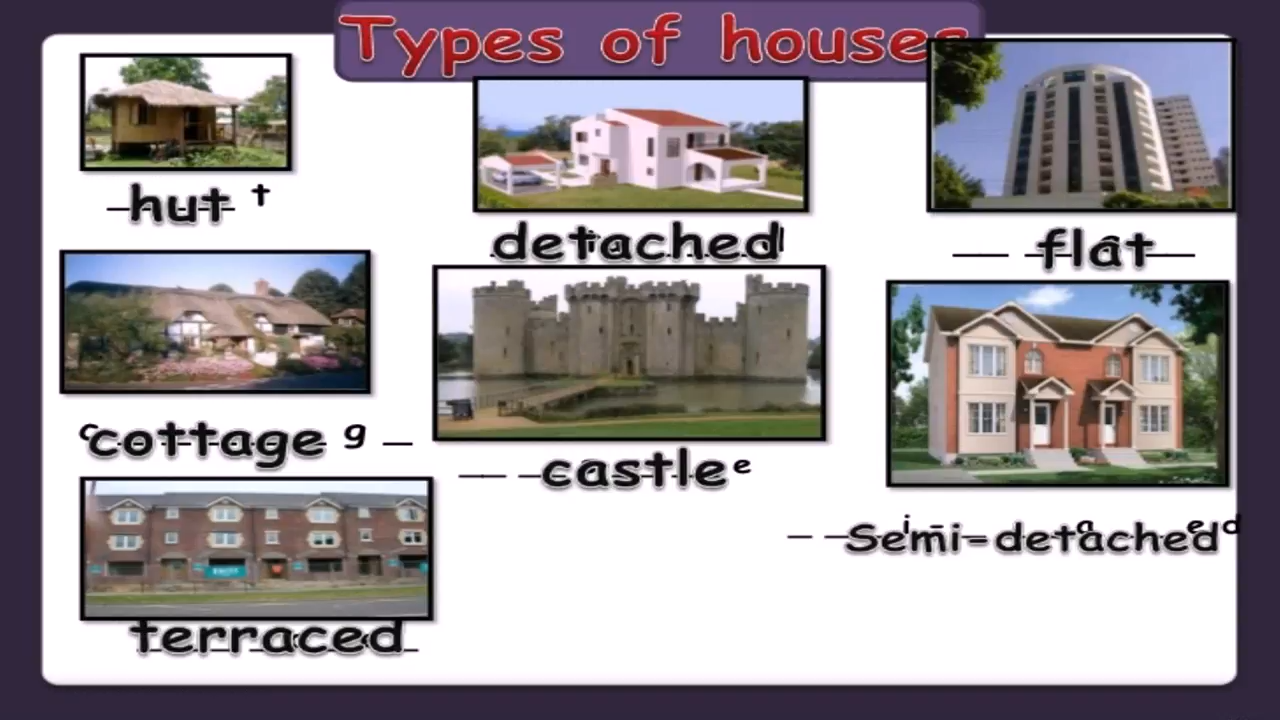 Types of houses
hut t
detached
flat
cottage g
castle e
Semi-detached
terraced